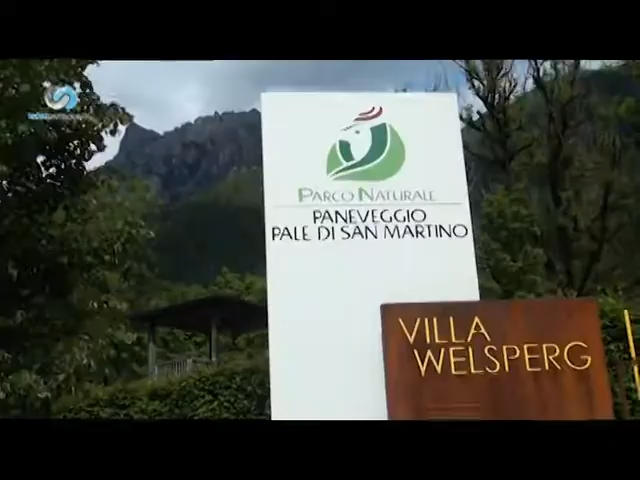 PARCO NATURALE
PANEVEGGIO
PALE DI SAN MARTINO
VILLA
WELSPERG